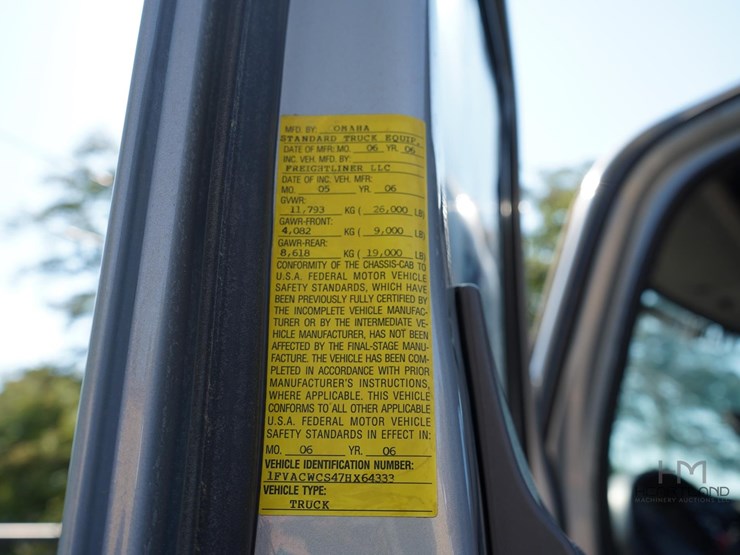 MFD. BY OMAHA
STANDARD TRUCK EQUIP.
DATE OF MFR: MO. 06 YR. 06
INC. VEH. MFD. BY:
FREIGHTLINER LLC
DATE OF INC. VEH. MFR:
MO. 05 YR. 06
GVWR:
11,793 KG ( 26,000 LB)
GAWR-FRONT:
4,082 KG ( 9,000 LB)
GAWR-REAR:
8,618 KG ( 19,000 LB)
CONFORMITY OF THE CHASSIS-CAB TO
U.S.A. FEDERAL MOTOR VEHICLE
SAFETY STANDARDS, WHICH HAVE
BEEN PREVIOUSLY FULLY CERTIFIED BY
THE INCOMPLETE VEHICLE MANUFAC-
TURER OR BY THE INTERMEDIATE VE-
HICLE MANUFACTURER, HAS NOT BEEN
AFFECTED BY THE FINAL-STAGE MANU-
FACTURE. THE VEHICLE HAS BEEN COM-
PLETED IN ACCORDANCE WITH PRIOR
MANUFACTURER'S INSTRUCTIONS,
WHERE APPLICABLE. THIS VEHICLE
CONFORMS TO ALL OTHER APPLICABLE
U.S.A. FEDERAL MOTOR VEHICLE
SAFETY STANDARDS IN EFFECT IN:
MO. 06 YR. 06
VEHICLE IDENTIFICATION NUMBER:
1FVACWCS47HX64333
VEHICLE TYPE:
TRUCK
HM
MACHINERY AUCTIONS LLC